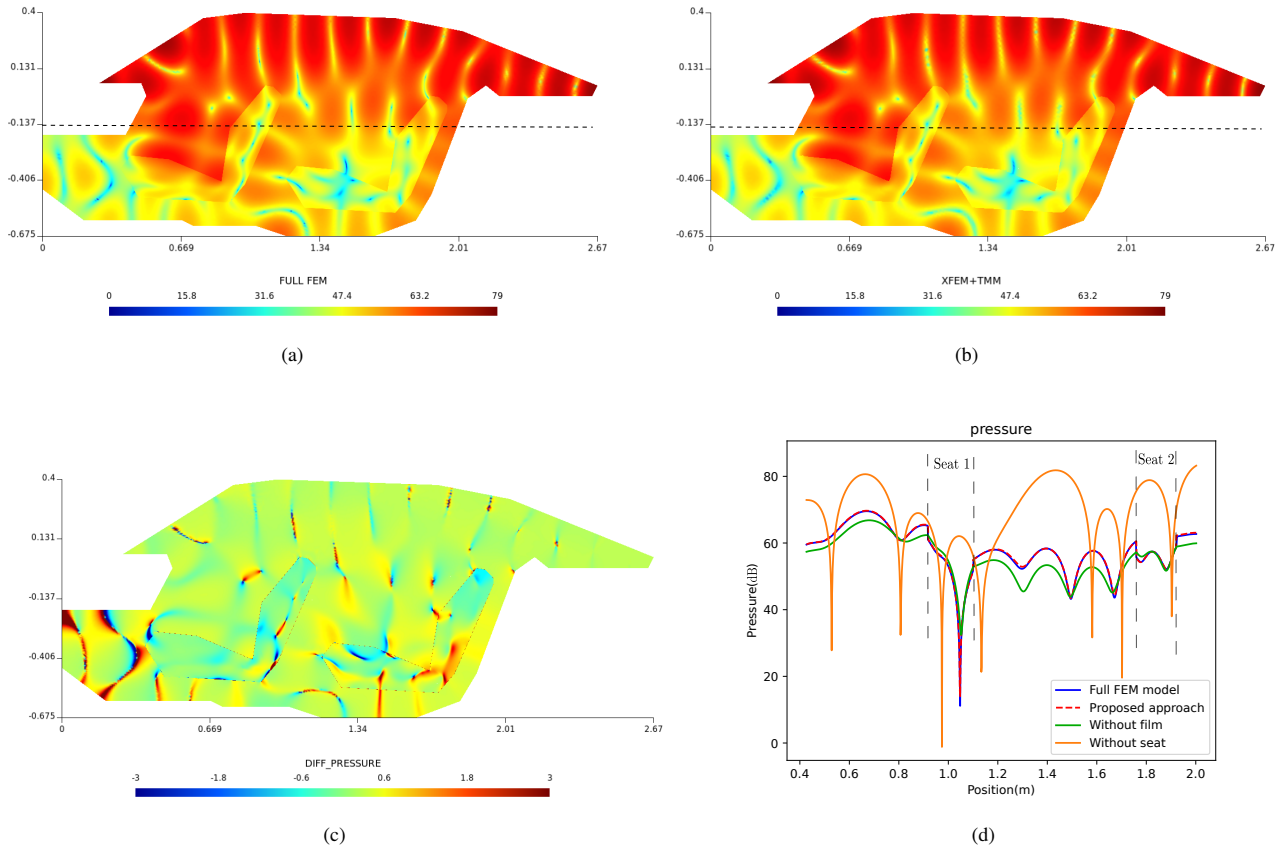 0.4
0.131
-0.137
-0.406
-0.675
0 0.669 1.34 2.01 2.67
FULL FEM
0 15.8 31.6 47.4 63.2 79
(a)
0.4
0.131
-0.137
-0.406
-0.675
0 0.669 1.34 2.01 2.67
XFEM+TMM
0 15.8 31.6 47.4 63.2 79
(b)
0.4
0.131
-0.137
-0.406
-0.675
0 0.669 1.34 2.01 2.67
DIFF_PRESSURE
-3 -1.8 -0.6 0.6 1.8 3
(c)
pressure
Seat 1 Seat 2
80
60
40
20
0
Pressure(dB)
Full FEM model
Proposed approach
Without film
Without seat
0.4 0.6 0.8 1.0 1.2 1.4 1.6 1.8 2.0
Position(m)
(d)